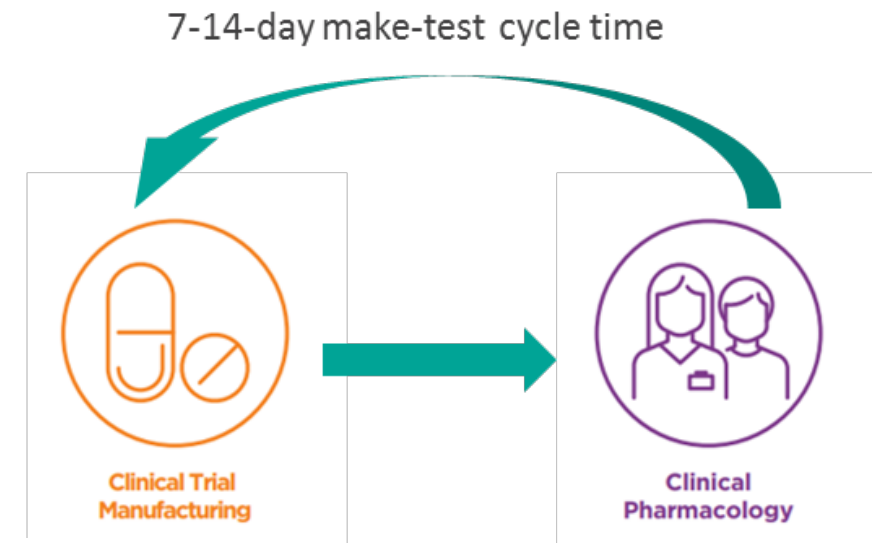 7-14-day make-test cycle time
Clinical Trial
Manufacturing
Clinical
Pharmacology